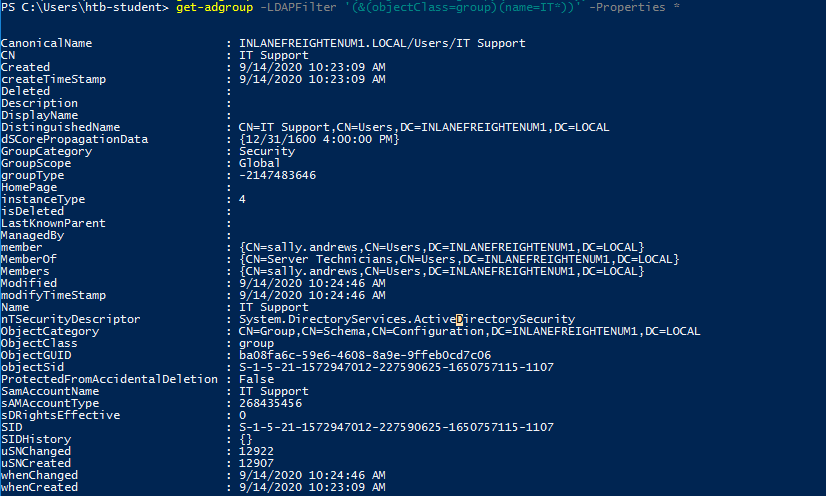 PS C:\Users\htb-student> get-adgroup -LDAPFilter '(&(objectClass=group)(name=IT*))' -Properties *
CanonicalName : INLANEFREIGHTENUM1.LOCAL/Users/IT Support
CN : IT Support
Created : 9/14/2020 10:23:09 AM
createTimeStamp : 9/14/2020 10:23:09 AM
Deleted :
Description :
DisplayName :
DistinguishedName : CN=IT Support,CN=Users,DC=INLANEFREIGHTENUM1,DC=LOCAL
dSCorePropagationData : {12/31/1600 4:00:00 PM}
GroupCategory : Security
GroupScope : Global
groupType : -2147483646
HomePage :
instanceType : 4
isDeleted :
LastKnownParent :
ManagedBy :
member : {CN=sally.andrews,CN=Users,DC=INLANEFREIGHTENUM1,DC=LOCAL}
MemberOf : {CN=Server Technicians,CN=Users,DC=INLANEFREIGHTENUM1,DC=LOCAL}
Members : {CN=sally.andrews,CN=Users,DC=INLANEFREIGHTENUM1,DC=LOCAL}
Modified : 9/14/2020 10:24:46 AM
modifyTimeStamp : 9/14/2020 10:24:46 AM
Name : IT Support
nTSecurityDescriptor : System.DirectoryServices.ActiveDirectorySecurity
ObjectCategory : CN=Group,CN=Schema,CN=Configuration,DC=INLANEFREIGHTENUM1,DC=LOCAL
ObjectClass : group
ObjectGUID : ba08fa6c-59e6-4608-8a9e-9ffeb0cd7c06
objectSid : S-1-5-21-1572947012-227590625-1650757115-1107
ProtectedFromAccidentalDeletion : False
SamAccountName : IT Support
sAMAccountType : 268435456
sDRightsEffective : 0
SID : S-1-5-21-1572947012-227590625-1650757115-1107
SIDHistory : {}
uSNChanged : 12922
uSNCreated : 12907
whenChanged : 9/14/2020 10:24:46 AM
whenCreated : 9/14/2020 10:23:09 AM